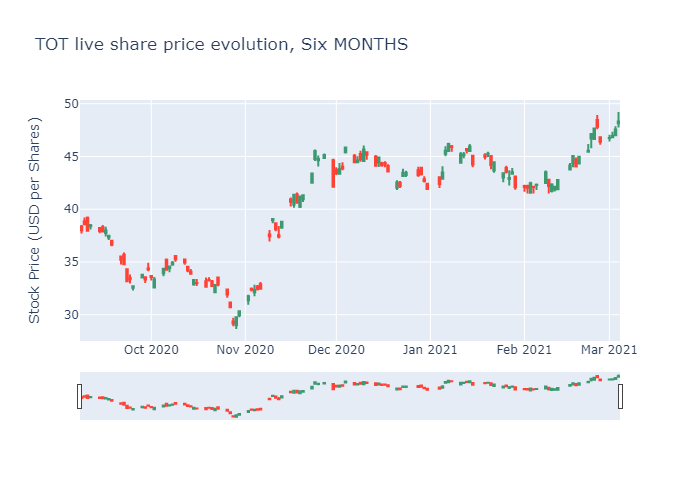 TOT live share price evolution, Six MONTHS
Stock Price (USD per Shares)
50
45
40
35
30
Oct 2020
Nov 2020
Dec 2020
Jan 2021
Feb 2021
Mar 2021